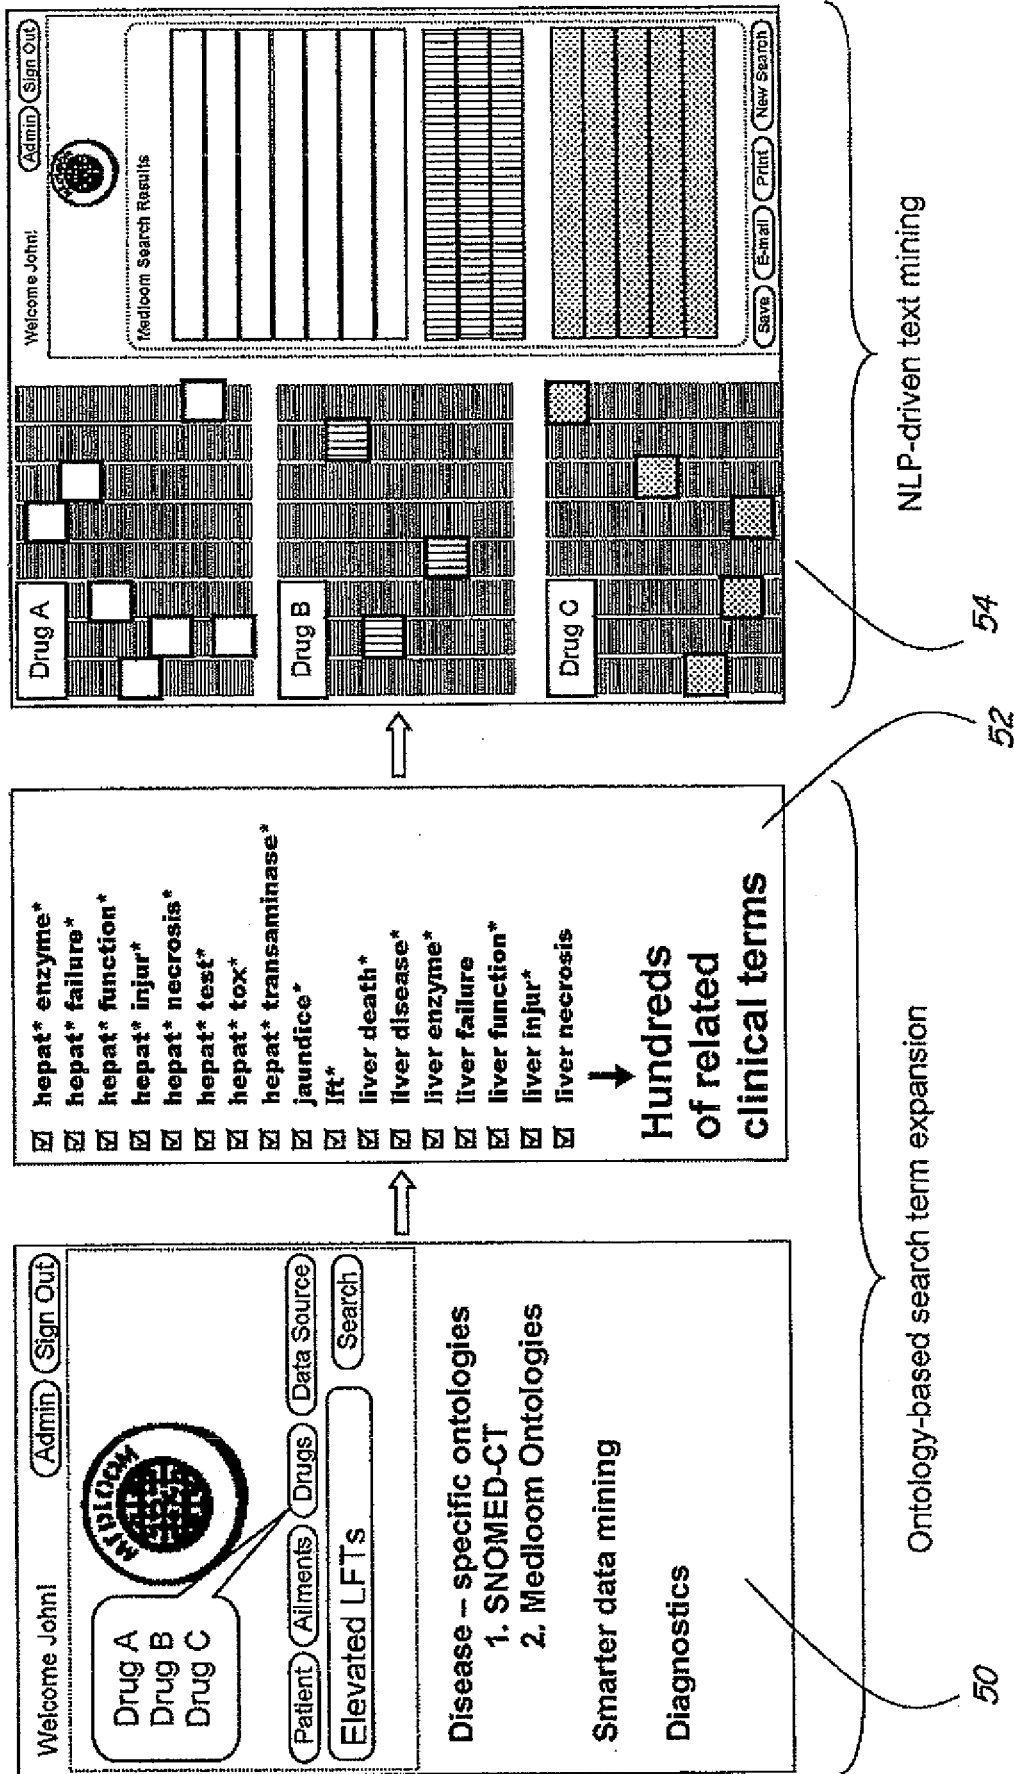 Welcome John!
Admin
Sign Out
MEDLOOM
Drug A
Drug B
Drug C
Patient
Ailments
Drugs
Data Source
Elevated LFTs
Search
Disease – specific ontologies
1. SNOMED-CT
2. Medloom Ontologies
Smarter data mining
Diagnostics
50
hepat* enzyme*
hepat* failure*
hepat* function*
hepat* injur*
hepat* necrosis*
hepat* test*
hepat* tox*
hepat* transaminase*
jaundice*
lft*
liver death*
liver disease*
liver enzyme*
liver failure
liver function*
liver injur*
liver necrosis
Hundreds
of related
clinical terms
52
Ontology-based search term expansion
Drug A
Drug B
Drug C
Welcome John!
Admin
Sign Out
Medloom Search Results
Save
E-mail
Print
New Search
54
NLP-driven text mining